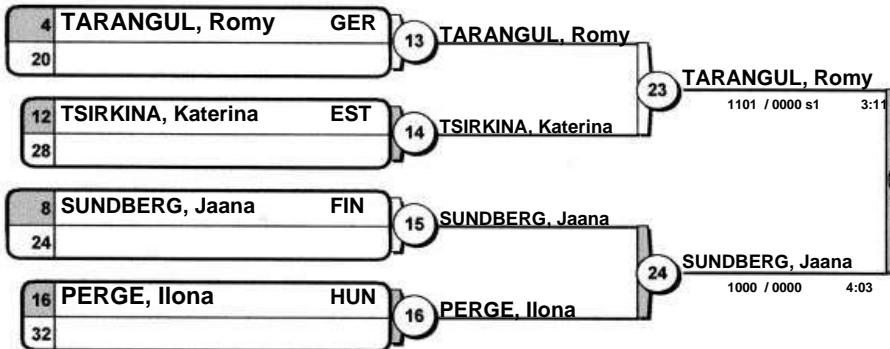 4 TARANGUL, Romy GER
20
13 TARANGUL, Romy
12 TSIRKINA, Katerina EST
28
14 TSIRKINA, Katerina
23 TARANGUL, Romy
1101 / 0000 s1 3:11
8 SUNDBERG, Jaana FIN
24
15 SUNDBERG, Jaana
16 PERGE, Ilona HUN
32
16 PERGE, Ilona
24 SUNDBERG, Jaana
1000 / 0000 4:03